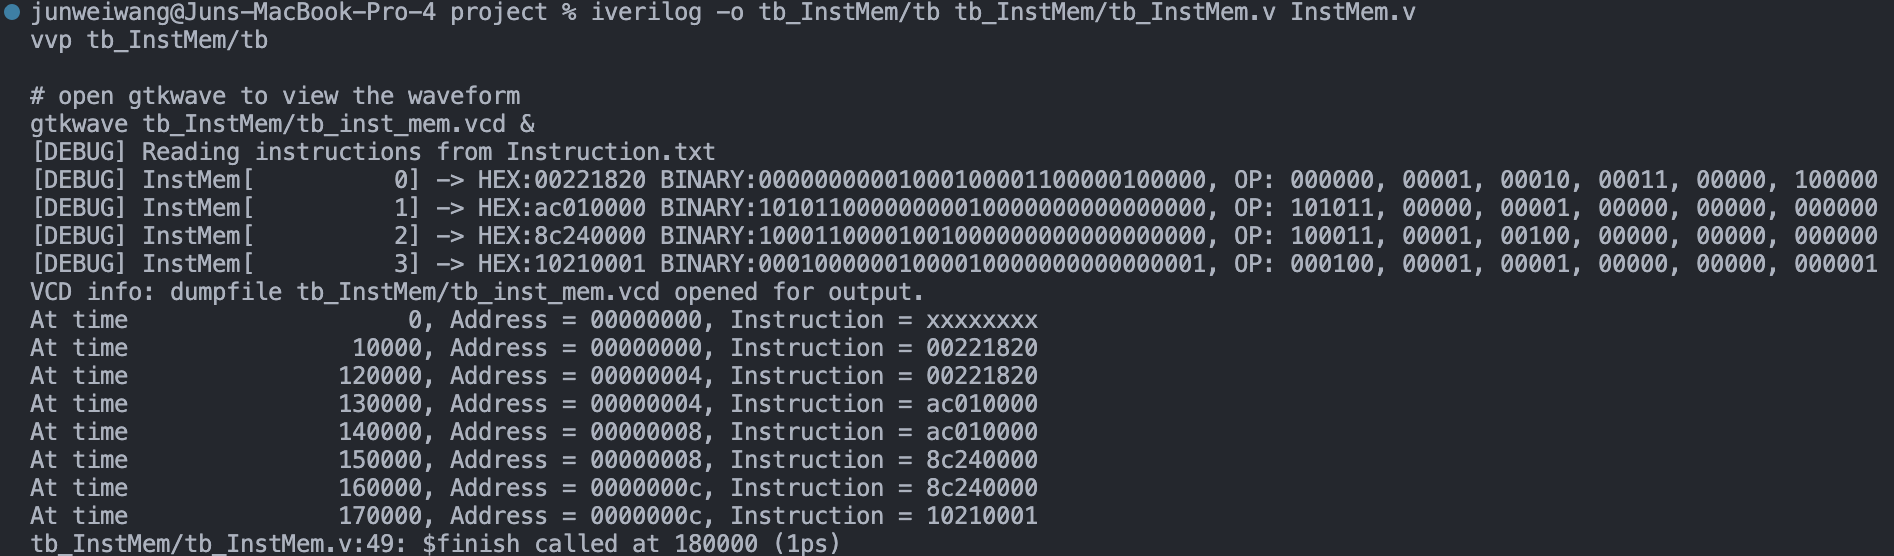 junweiwang@Juns-MacBook-Pro-4 project % iverilog -o tb_InstMem/tb tb_InstMem/tb_InstMem.v InstMem.v
vvp tb_InstMem/tb

# open gtkwave to view the waveform
gtkwave tb_InstMem/tb_inst_mem.vcd &
[DEBUG] Reading instructions from Instruction.txt
[DEBUG] InstMem[          0] -> HEX:00221820 BINARY:00000000001000100001100000100000, OP: 000000, 00001, 00010, 00011, 00000, 100000
[DEBUG] InstMem[          1] -> HEX:ac010000 BINARY:10101100000000010000000000000000, OP: 101011, 00000, 00001, 00000, 00000, 000000
[DEBUG] InstMem[          2] -> HEX:8c240000 BINARY:10001100001001000000000000000000, OP: 100011, 00001, 00100, 00000, 00000, 000000
[DEBUG] InstMem[          3] -> HEX:10210001 BINARY:00010000001000010000000000000001, OP: 000100, 00001, 00001, 00000, 00000, 000001
VCD info: dumpfile tb_InstMem/tb_inst_mem.vcd opened for output.
At time                    0, Address = 00000000, Instruction = xxxxxxxx
At time                10000, Address = 00000000, Instruction = 00221820
At time               120000, Address = 00000004, Instruction = 00221820
At time               130000, Address = 00000004, Instruction = ac010000
At time               140000, Address = 00000008, Instruction = ac010000
At time               150000, Address = 00000008, Instruction = 8c240000
At time               160000, Address = 0000000c, Instruction = 8c240000
At time               170000, Address = 0000000c, Instruction = 10210001
tb_InstMem/tb_InstMem.v:49: $finish called at 180000 (1ps)